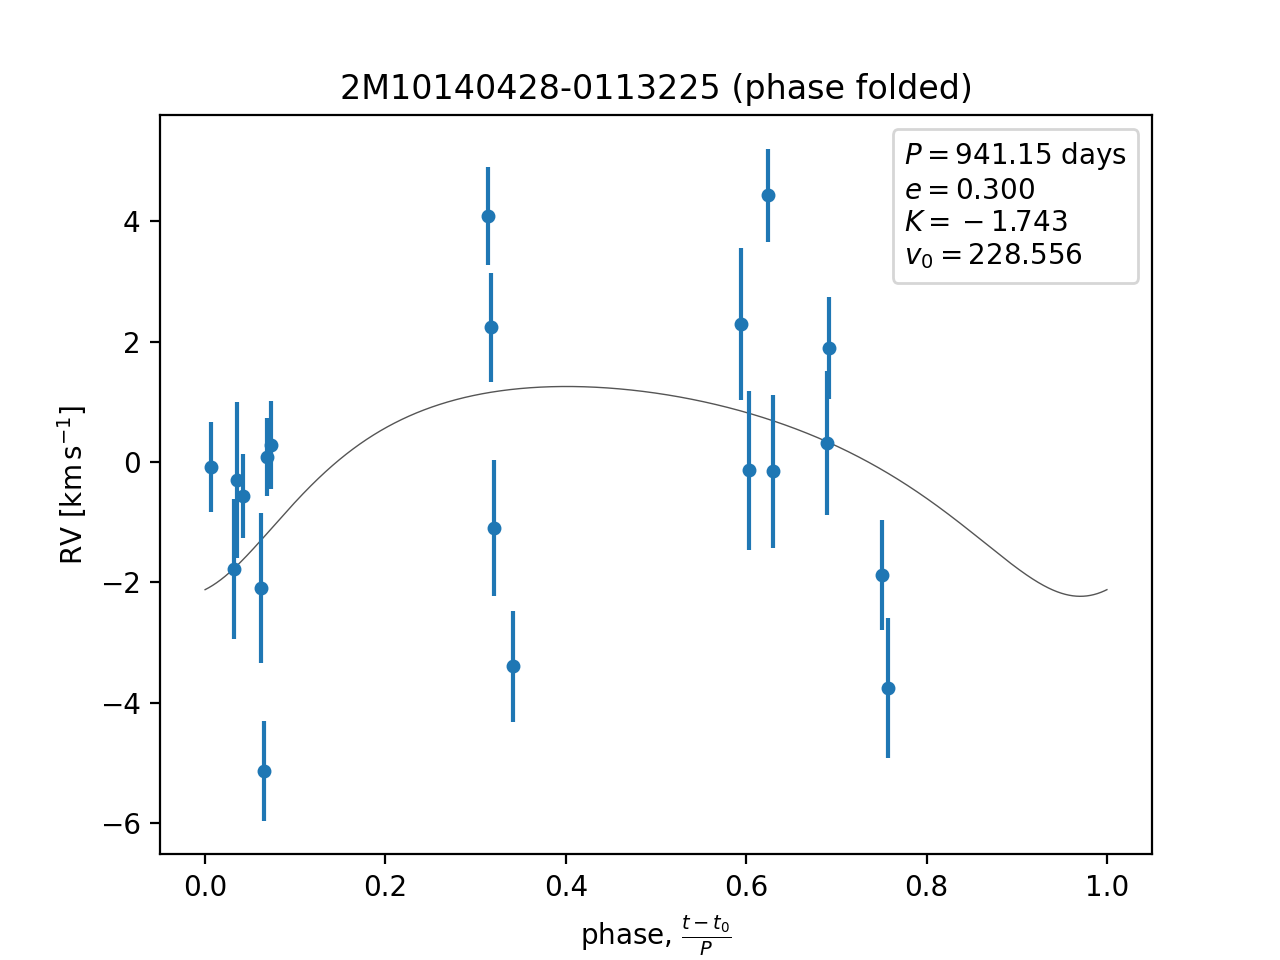 2M10140428-0113225 (phase folded)
P = 941.15 days
e = 0.300
K = −1.743
v₀ = 228.556
4
2
0
−2
−4
−6
RV [km s⁻¹]
0.0 0.2 0.4 0.6 0.8 1.0
phase, (t − t₀)/P